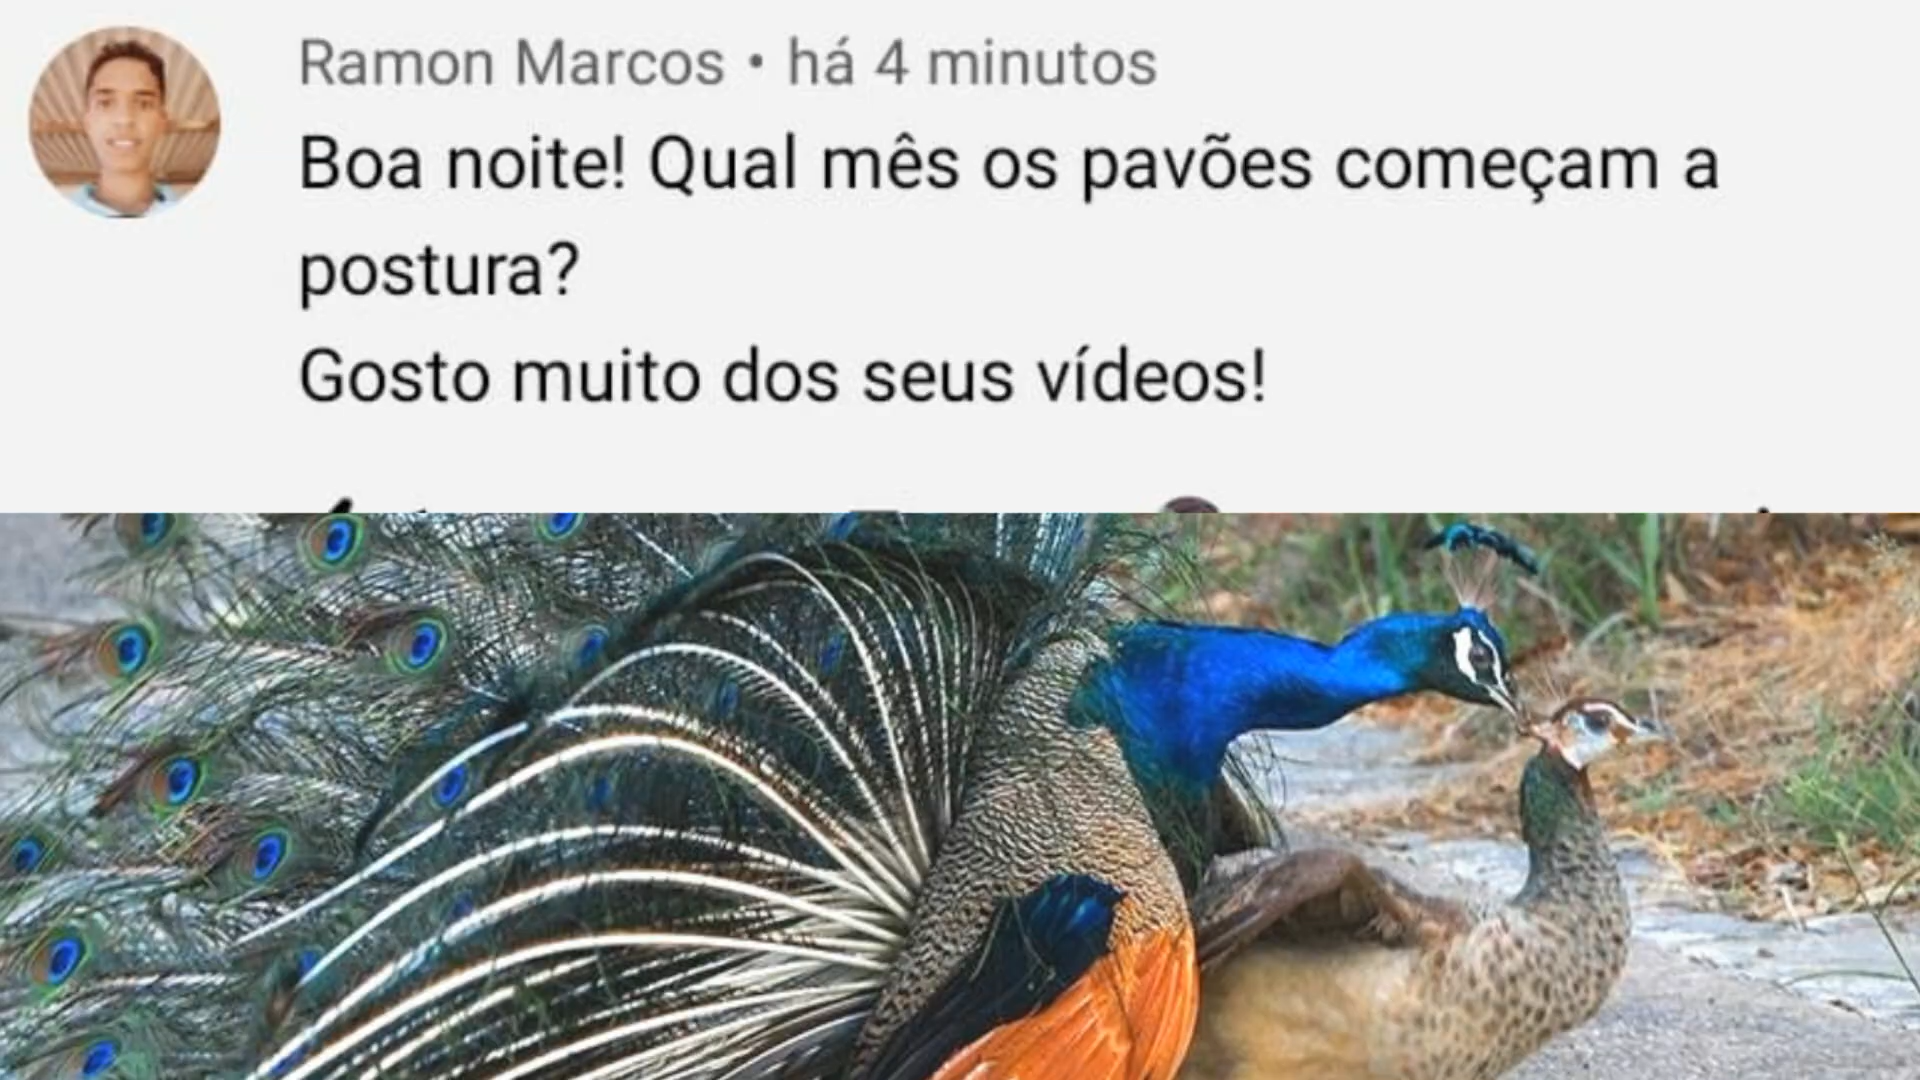 Ramon Marcos • há 4 minutos
Boa noite! Qual mês os pavões começam a
postura?
Gosto muito dos seus vídeos!